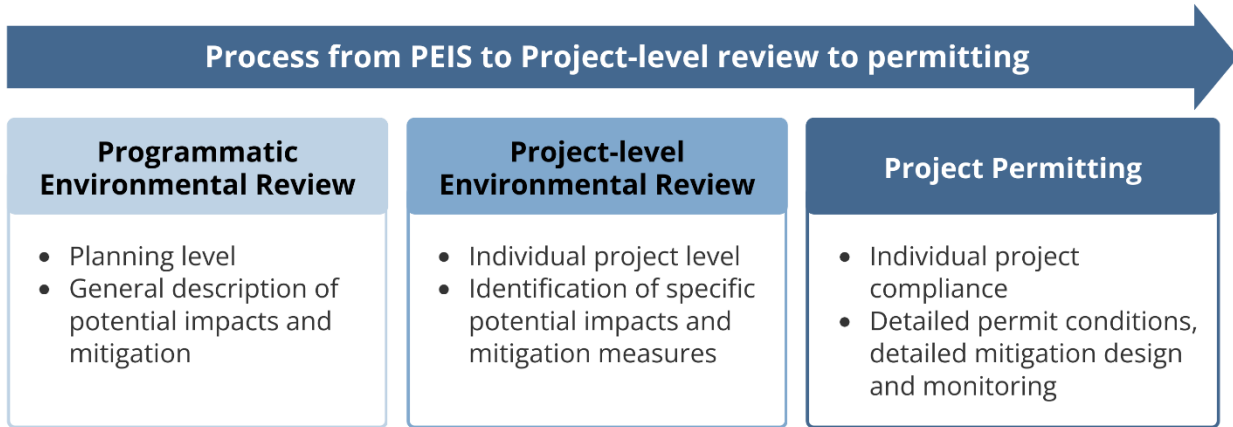 Process from PEIS to Project-level review to permitting
Programmatic
Environmental Review
• Planning level
• General description of
potential impacts and
mitigation
Project-level
Environmental Review
• Individual project level
• Identification of specific
potential impacts and
mitigation measures
Project Permitting
• Individual project
compliance
• Detailed permit conditions,
detailed mitigation design
and monitoring